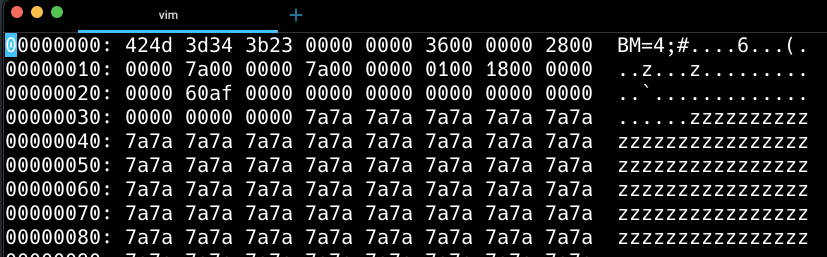 vim
+
00000000: 424d 3d34 3b23 0000 0000 3600 0000 2800  BM=4;#....6...(.
00000010: 0000 7a00 0000 7a00 0000 0100 1800 0000  ..z...z.........
00000020: 0000 60af 0000 0000 0000 0000 0000 0000  ..`.............
00000030: 0000 0000 0000 7a7a 7a7a 7a7a 7a7a 7a7a  ......zzzzzzzzzz
00000040: 7a7a 7a7a 7a7a 7a7a 7a7a 7a7a 7a7a 7a7a  zzzzzzzzzzzzzzzz
00000050: 7a7a 7a7a 7a7a 7a7a 7a7a 7a7a 7a7a 7a7a  zzzzzzzzzzzzzzzz
00000060: 7a7a 7a7a 7a7a 7a7a 7a7a 7a7a 7a7a 7a7a  zzzzzzzzzzzzzzzz
00000070: 7a7a 7a7a 7a7a 7a7a 7a7a 7a7a 7a7a 7a7a  zzzzzzzzzzzzzzzz
00000080: 7a7a 7a7a 7a7a 7a7a 7a7a 7a7a 7a7a 7a7a  zzzzzzzzzzzzzzzz